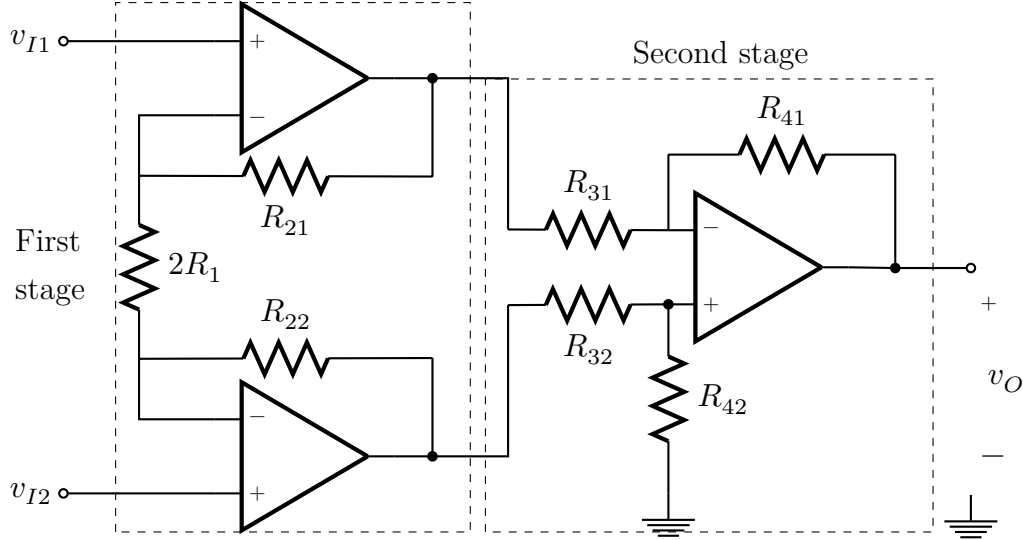 $v_{I1}$
+
−
Second stage
$R_{41}$
$R_{21}$
$R_{31}$
−
First
stage
$2R_1$
$R_{22}$
+
$R_{32}$
+
$R_{42}$
$v_O$
−
−
$v_{I2}$
+